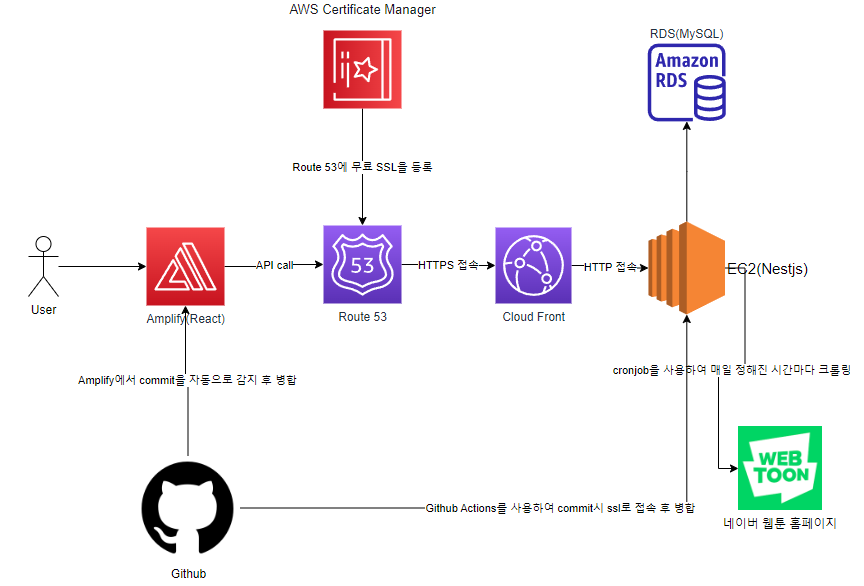 AWS Certificate Manager
RDS(MySQL)
Amazon
RDS
Route 53에 무료 SSL을 등록
53
API call
HTTPS 접속
HTTP 접속
EC2(Nestjs)
User
Amplify(React)
Route 53
Cloud Front
Amplify에서 commit을 자동으로 감지 후 병합
cronjob을 사용하여 매일 정해진 시간마다 크롤링
WEB
TOON
Github Actions를 사용하여 commit시 ssl로 접속 후 병합
네이버 웹툰 홈페이지
Github